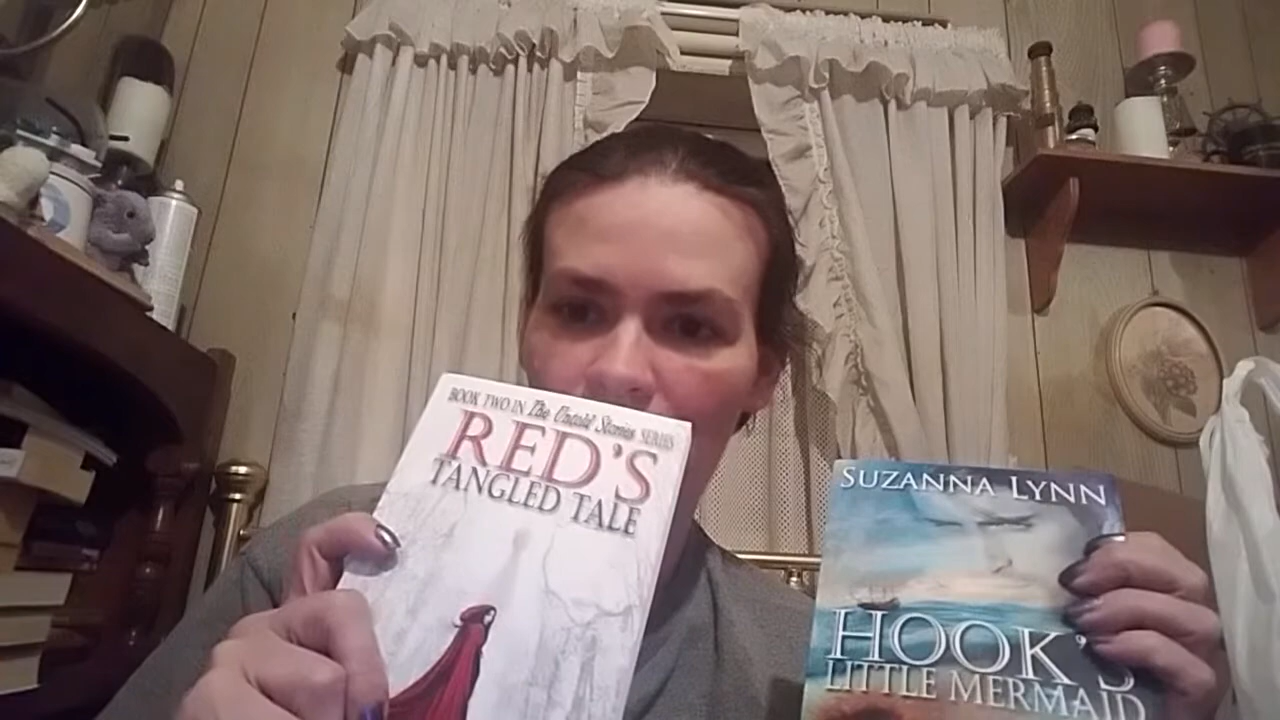 BOOK TWO IN The Untold Stories SERIES
RED'S
TANGLED TALE
SUZANNA LYNN
HOOK'S
LITTLE MERMAID